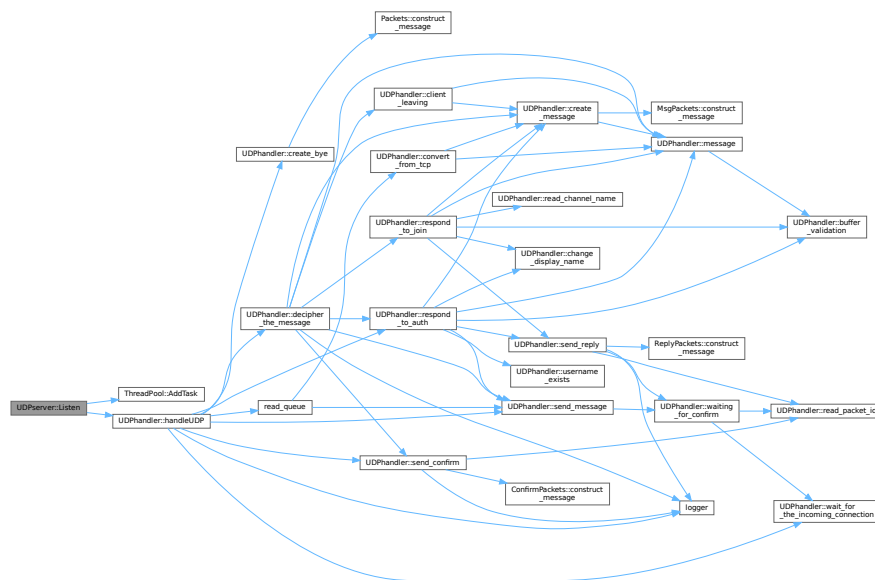 Packets::construct
_message
UDPhandler::client
_leaving
UDPhandler::create
_message
MsgPackets::construct
_message
UDPhandler::message
UDPhandler::create_bye
UDPhandler::convert
_from_tcp
UDPhandler::read_channel_name
UDPhandler::respond
_to_join
UDPhandler::buffer
_validation
UDPhandler::change
_display_name
UDPhandler::decipher
_the_message
UDPhandler::respond
_to_auth
UDPhandler::send_reply
ReplyPackets::construct
_message
UDPhandler::username
_exists
ThreadPool::AddTask
UDPserver::Listen
UDPhandler::handleUDP
read_queue
UDPhandler::send_message
UDPhandler::waiting
_for_confirm
UDPhandler::read_packet_id
UDPhandler::send_confirm
ConfirmPackets::construct
_message
logger
UDPhandler::wait_for
_the_incoming_connection